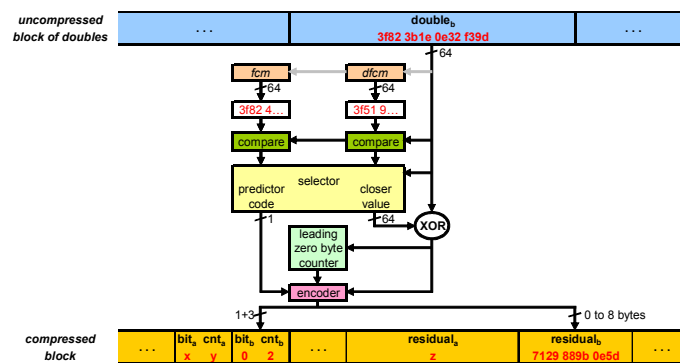 uncompressed
block of doubles
. . .
double_b
3f82 3b1e 0e32 f39d
. . .
64
fcm
dfcm
64
64
3f82 4…
3f51 9…
compare
compare
selector
predictor
code
closer
value
1
64
XOR
leading
zero byte
counter
encoder
1+3
0 to 8 bytes
compressed
block
. . .
bit_a cnt_a
x y
bit_b cnt_b
0 2
. . .
residual_a
z
residual_b
7129 889b 0e5d
. . .